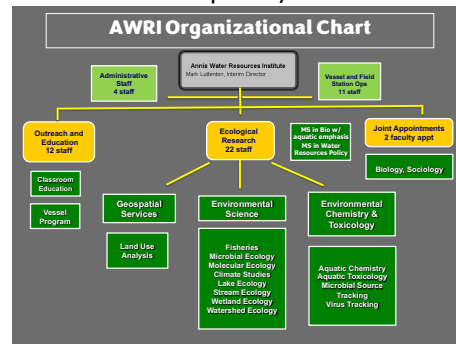 AWRI Organizational Chart
Annis Water Resources Institute
Mark Luttenton, Interim Director
Administrative
Staff
4 staff
Vessel and Field
Station Ops
11 staff
Outreach and
Education
12 staff
Ecological
Research
22 staff
MS in Bio w/
aquatic emphasis
MS in Water
Resources Policy
Joint Appointments
2 faculty appt
Classroom
Education
Vessel
Program
Biology, Sociology
Geospatial
Services
Environmental
Science
Environmental
Chemistry &
Toxicology
Land Use
Analysis
Fisheries
Microbial Ecology
Molecular Ecology
Climate Studies
Lake Ecology
Stream Ecology
Wetland Ecology
Watershed Ecology
Aquatic Chemistry
Aquatic Toxicology
Microbial Source
Tracking
Virus Tracking